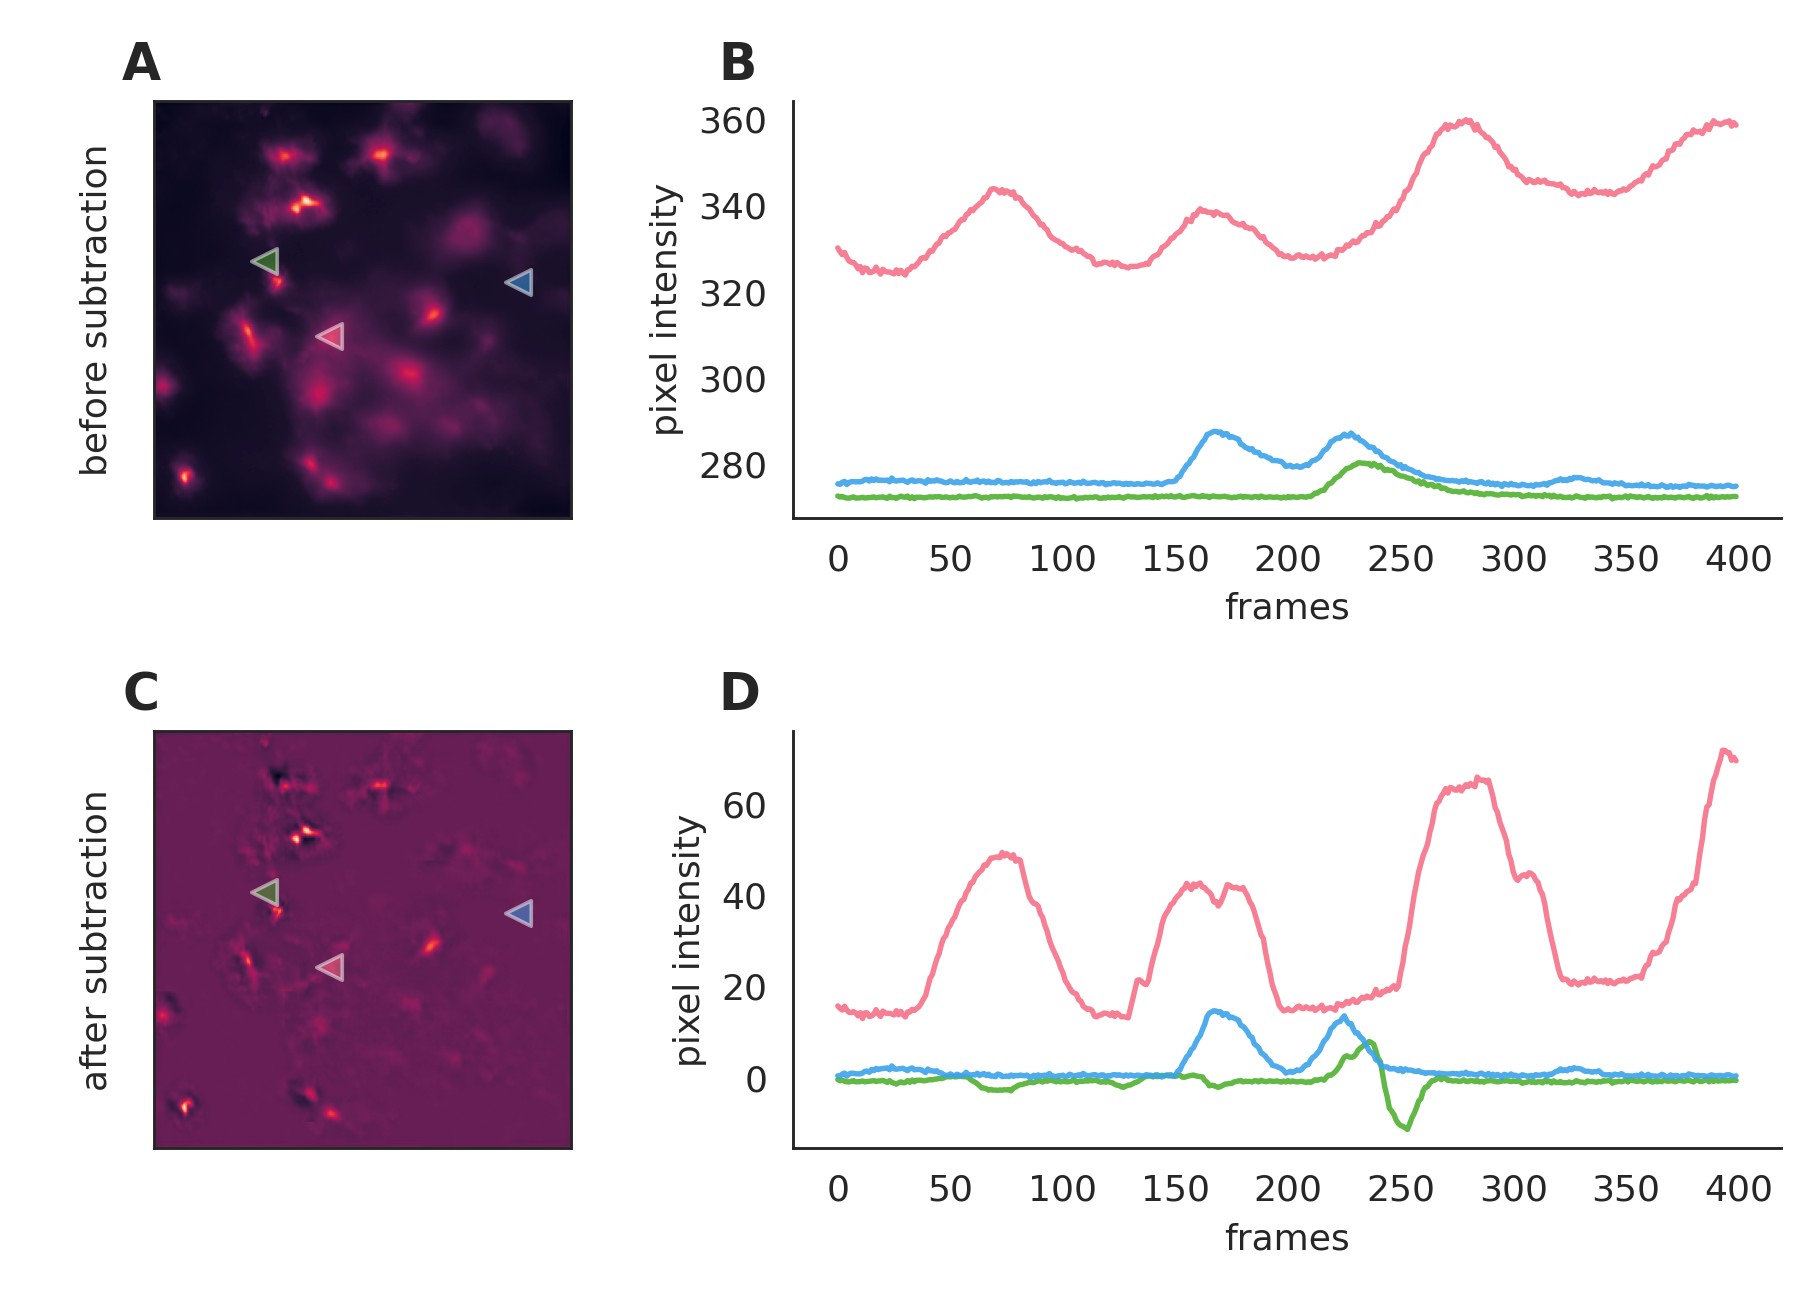 A
B
before subtraction
pixel intensity
360
340
320
300
280
0 50 100 150 200 250 300 350 400
frames
C
D
after subtraction
pixel intensity
60
40
20
0
0 50 100 150 200 250 300 350 400
frames